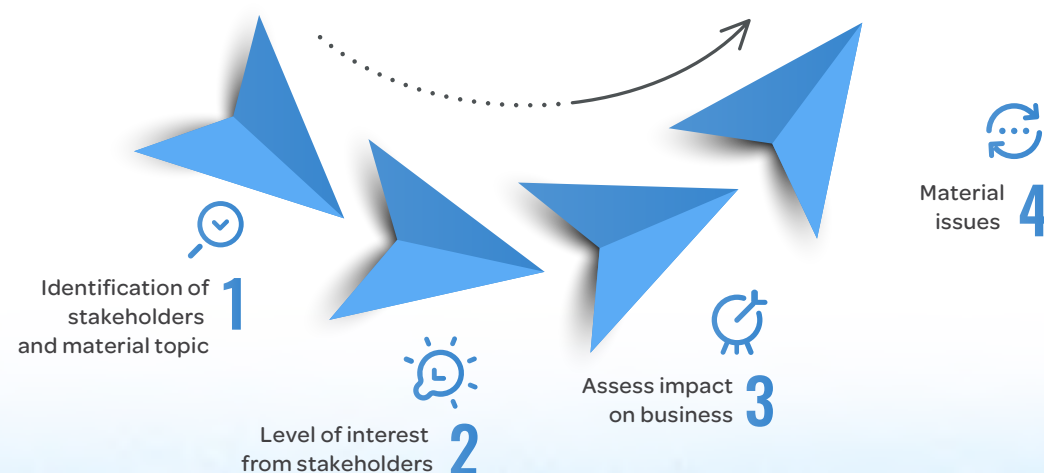 Identification of
stakeholders
and material topic
1
Level of interest
from stakeholders
2
Assess impact
on business
3
Material
issues
4